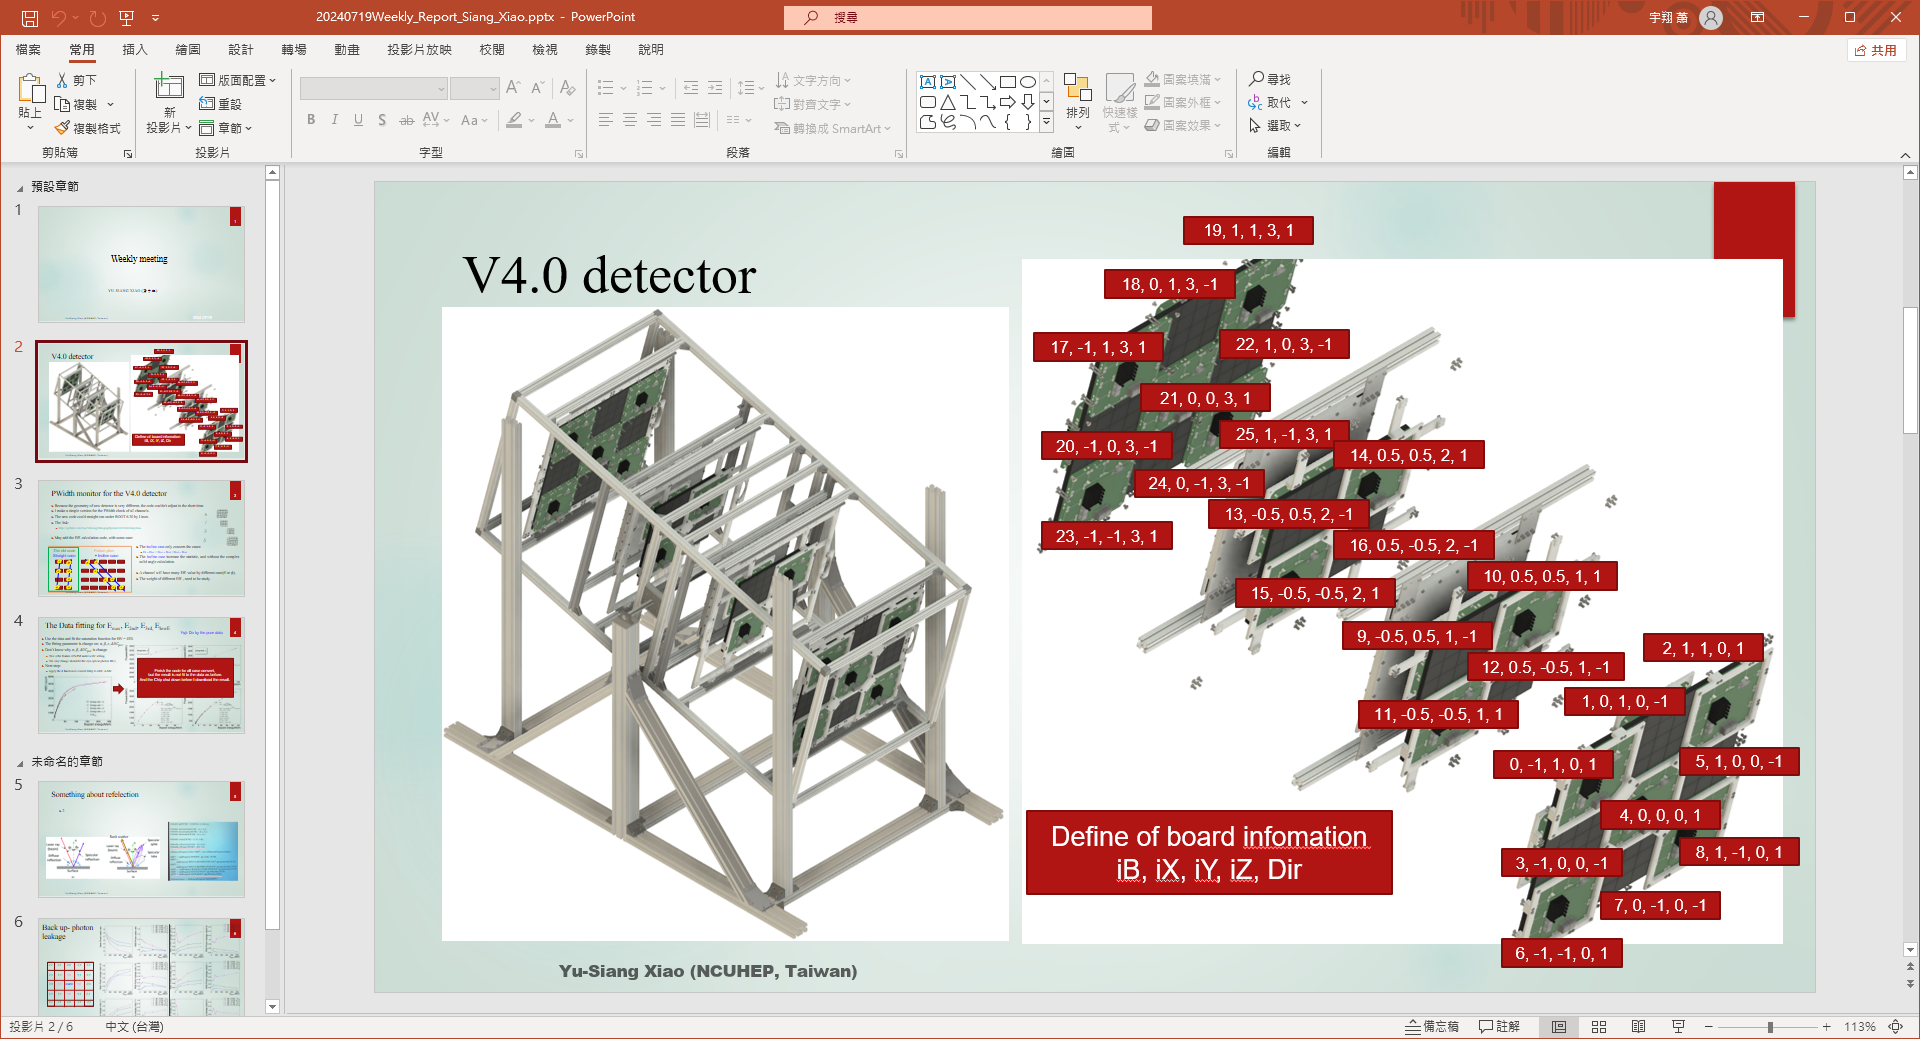 20240719Weekly_Report_Siang_Xiao.pptx - PowerPoint
搜尋
宇翔 蕭
檔案 常用 插入 繪圖 設計 轉場 動畫 投影片放映 校閱 檢視 錄製 說明
共用
貼上
剪下
複製
複製格式
剪貼簿
新
投影片
版面配置
重設
章節
投影片
字型
文字方向
對齊文字
轉換成 SmartArt
段落
排列
快速樣
式
圖案填滿
圖案外框
圖案效果
繪圖
尋找
取代
選取
編輯
預設章節
1
Weekly meeting
2
V4.0 detector
3
PWidth monitor for the V4.0 detector
4
The Data fitting for
未命名的章節
5
Something about refelection
6
Back up- photon
leakage
V4.0 detector
19, 1, 1, 3, 1
18, 0, 1, 3, -1
17, -1, 1, 3, 1
22, 1, 0, 3, -1
21, 0, 0, 3, 1
20, -1, 0, 3, -1
25, 1, -1, 3, 1
14, 0.5, 0.5, 2, 1
24, 0, -1, 3, -1
13, -0.5, 0.5, 2, -1
23, -1, -1, 3, 1
16, 0.5, -0.5, 2, -1
10, 0.5, 0.5, 1, 1
15, -0.5, -0.5, 2, 1
9, -0.5, 0.5, 1, -1
2, 1, 1, 0, 1
12, 0.5, -0.5, 1, -1
1, 0, 1, 0, -1
11, -0.5, -0.5, 1, 1
0, -1, 1, 0, 1
5, 1, 0, 0, -1
4, 0, 0, 0, 1
8, 1, -1, 0, 1
3, -1, 0, 0, -1
7, 0, -1, 0, -1
6, -1, -1, 0, 1
Define of board infomation
iB, iX, iY, iZ, Dir
Yu-Siang Xiao (NCUHEP, Taiwan)
投影片 2 / 6 中文 (台灣)
備忘稿 註解 113%